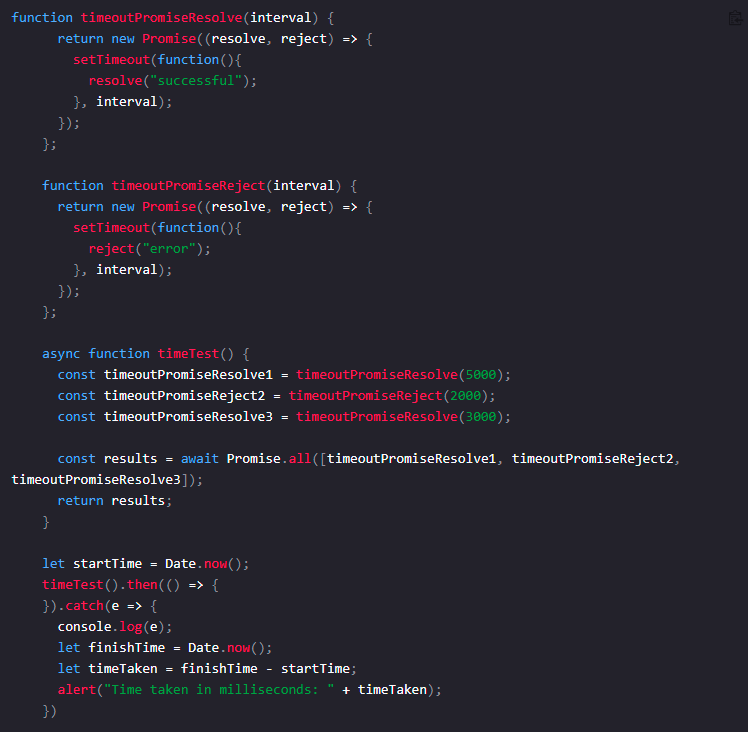 function timeoutPromiseResolve(interval) {
      return new Promise((resolve, reject) => {
        setTimeout(function(){
          resolve("successful");
        }, interval);
      });
    };

    function timeoutPromiseReject(interval) {
      return new Promise((resolve, reject) => {
        setTimeout(function(){
          reject("error");
        }, interval);
      });
    };

    async function timeTest() {
      const timeoutPromiseResolve1 = timeoutPromiseResolve(5000);
      const timeoutPromiseReject2 = timeoutPromiseReject(2000);
      const timeoutPromiseResolve3 = timeoutPromiseResolve(3000);

      const results = await Promise.all([timeoutPromiseResolve1, timeoutPromiseReject2,
timeoutPromiseResolve3]);
      return results;
    }

    let startTime = Date.now();
    timeTest().then(() => {
    }).catch(e => {
      console.log(e);
      let finishTime = Date.now();
      let timeTaken = finishTime - startTime;
      alert("Time taken in milliseconds: " + timeTaken);
    })